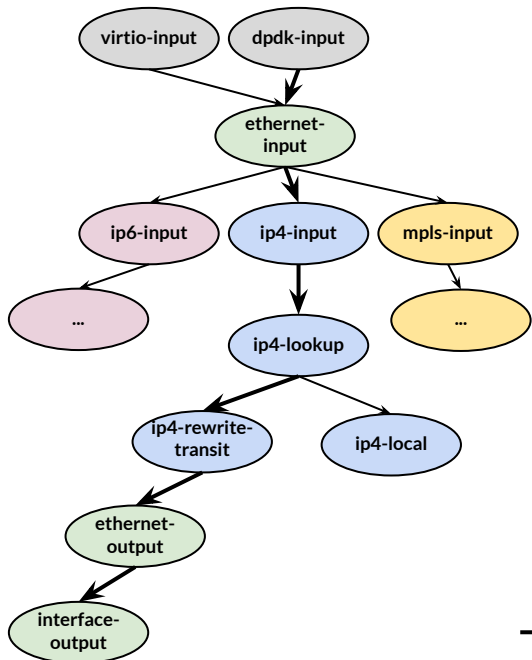 virtio-input
dpdk-input
ethernet-
input
ip6-input
ip4-input
mpls-input
...
...
ip4-lookup
ip4-rewrite-
transit
ip4-local
ethernet-
output
interface-
output